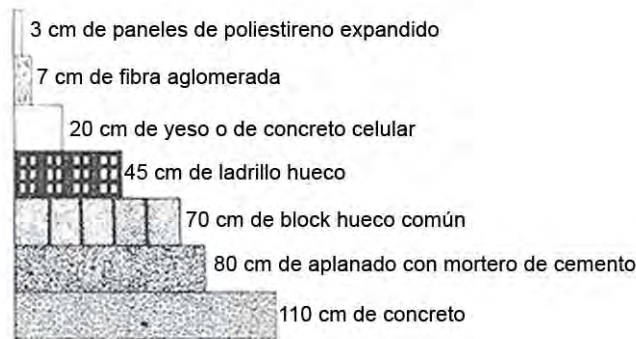 3 cm de paneles de poliestireno expandido
7 cm de fibra aglomerada
20 cm de yeso o de concreto celular
45 cm de ladrillo hueco
70 cm de block hueco común
80 cm de aplanado con mortero de cemento
110 cm de concreto